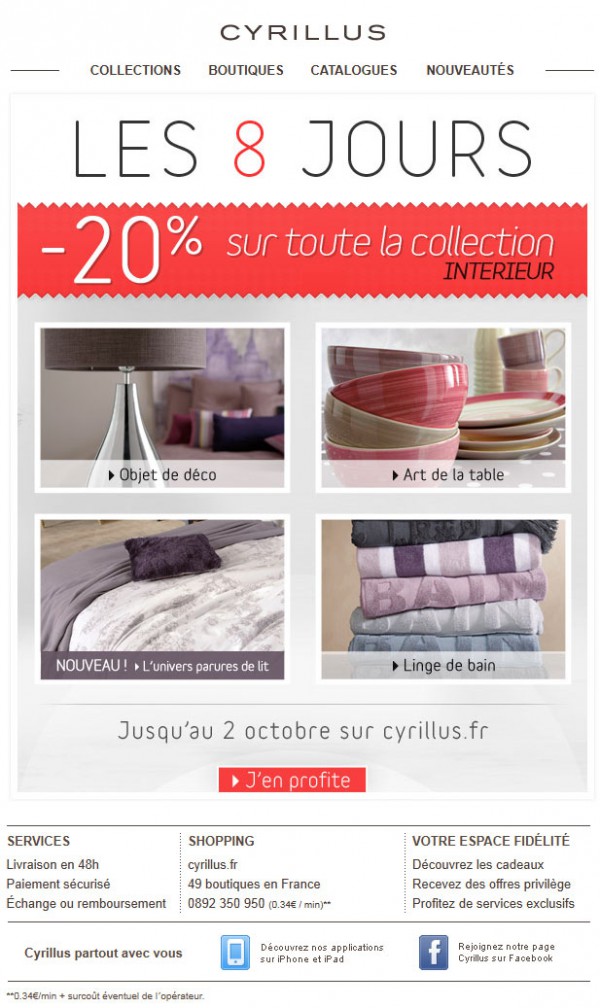 CYRILLUS
COLLECTIONS BOUTIQUES CATALOGUES NOUVEAUTÉS
LES 8 JOURS
-20% sur toute la collection
INTERIEUR
Objet de déco
Art de la table
NOUVEAU ! L'univers parures de lit
BA
Linge de bain
Jusqu'au 2 octobre sur cyrillus.fr
J'en profite
SERVICES
Livraison en 48h
Paiement sécurisé
Échange ou remboursement
SHOPPING
cyrillus.fr
49 boutiques en France
0892 350 950 (0.34€ / min)**
VOTRE ESPACE FIDÉLITÉ
Découvrez les cadeaux
Recevez des offres privilège
Profitez de services exclusifs
Cyrillus partout avec vous
Découvrez nos applications
sur iPhone et iPad
Rejoignez notre page
Cyrillus sur Facebook
**0.34€/min + surcoût éventuel de l'opérateur.